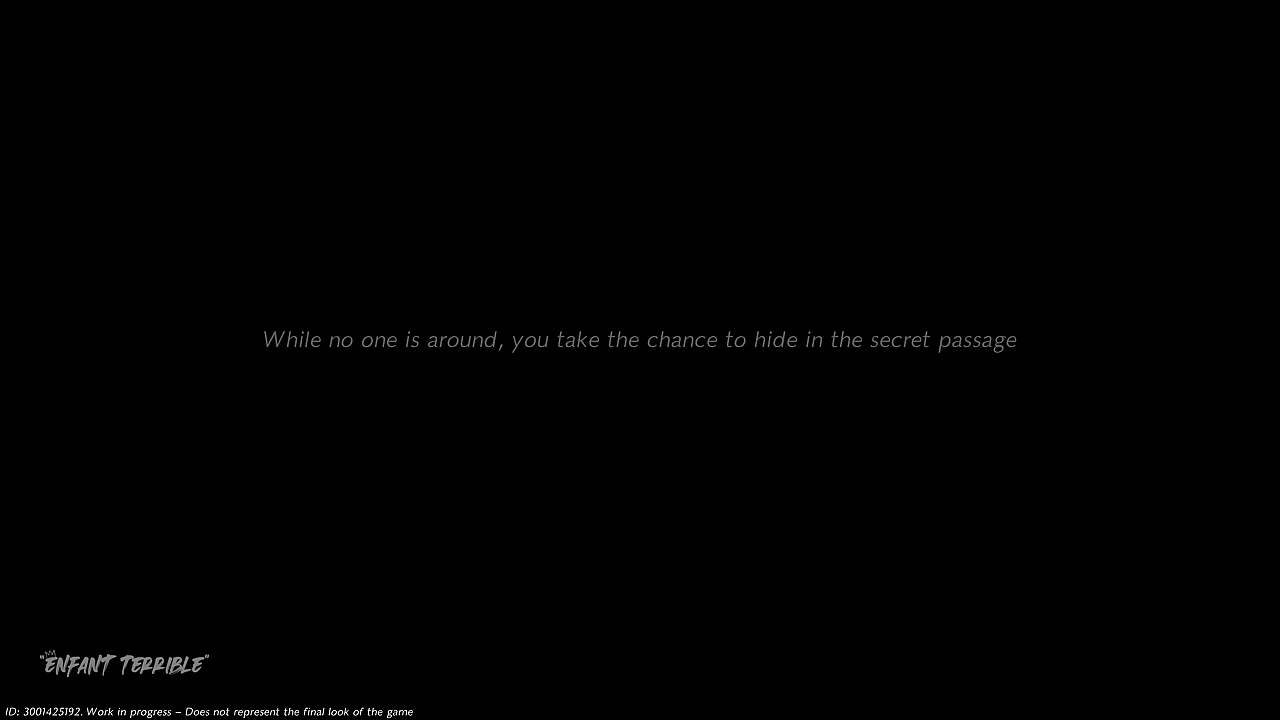 While no one is around, you take the chance to hide in the secret passage
"ENFANT TERRIBLE"
ID: 3001425192. Work in progress – Does not represent the final look of the game